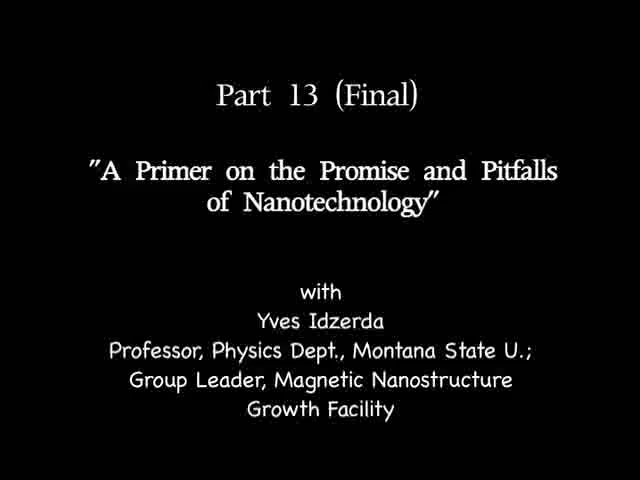 Part 13 (Final)
"A Primer on the Promise and Pitfalls
of Nanotechnology"
with
Yves Idzerda
Professor, Physics Dept., Montana State U.;
Group Leader, Magnetic Nanostructure
Growth Facility